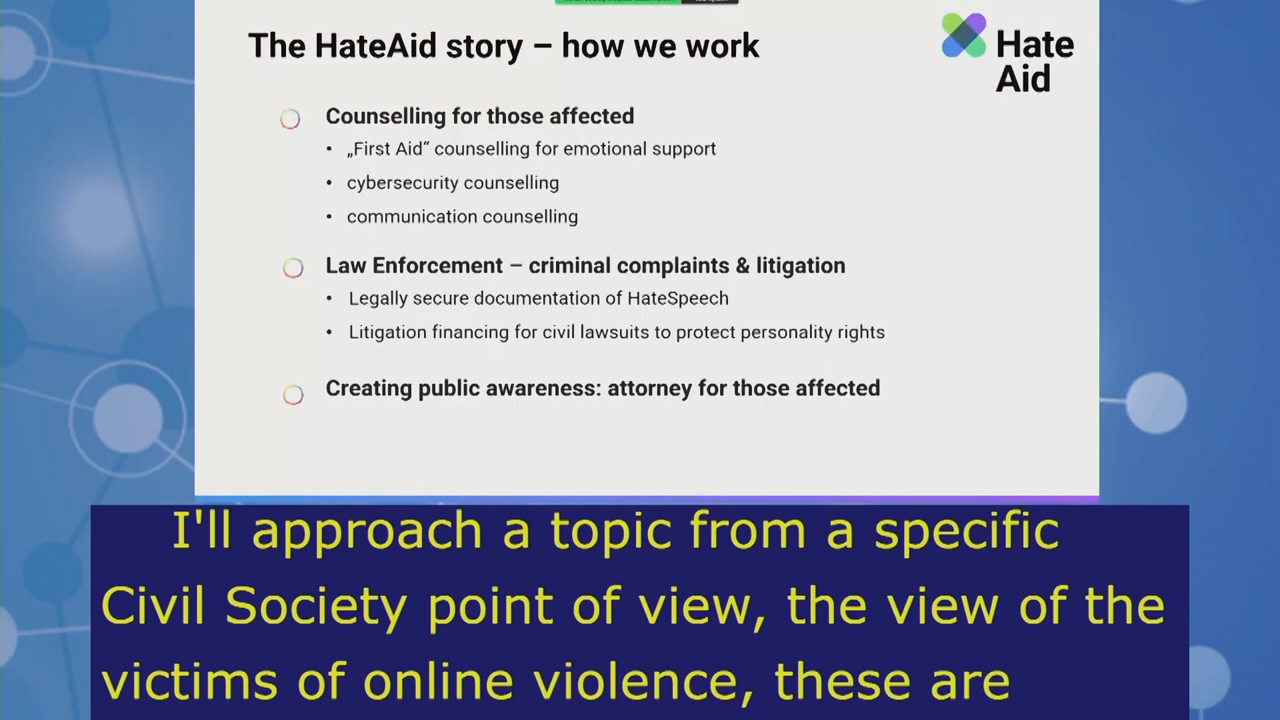 The HateAid story – how we work
Hate
Aid
Counselling for those affected
• „First Aid“ counselling for emotional support
• cybersecurity counselling
• communication counselling
Law Enforcement – criminal complaints & litigation
• Legally secure documentation of HateSpeech
• Litigation financing for civil lawsuits to protect personality rights
Creating public awareness: attorney for those affected
I'll approach a topic from a specific
Civil Society point of view, the view of the
victims of online violence, these are